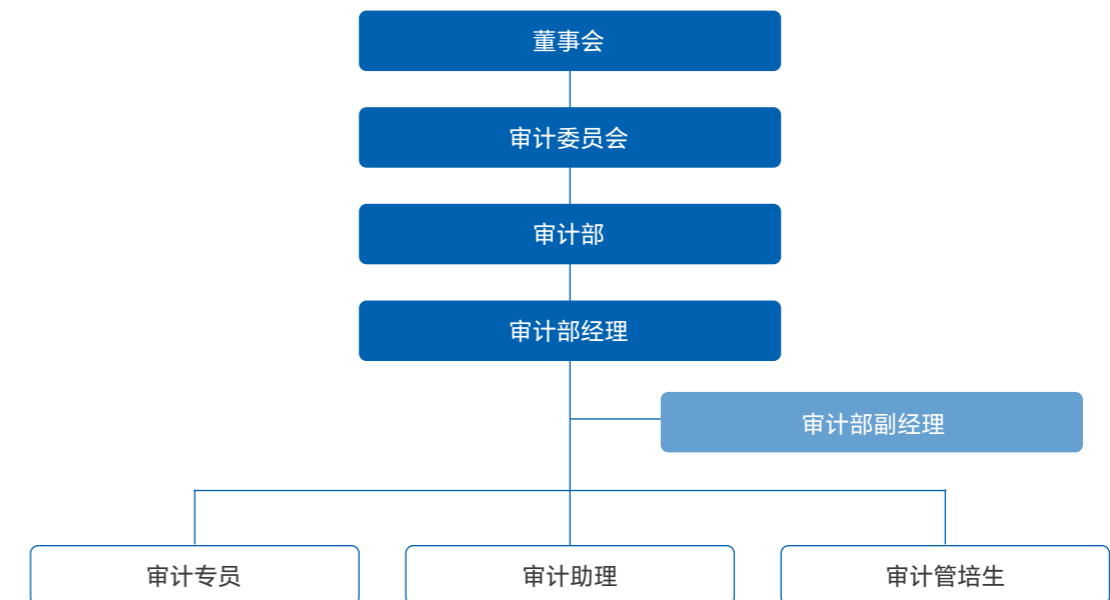 董事会
审计委员会
审计部
审计部经理
审计部副经理
审计专员
审计助理
审计管培生